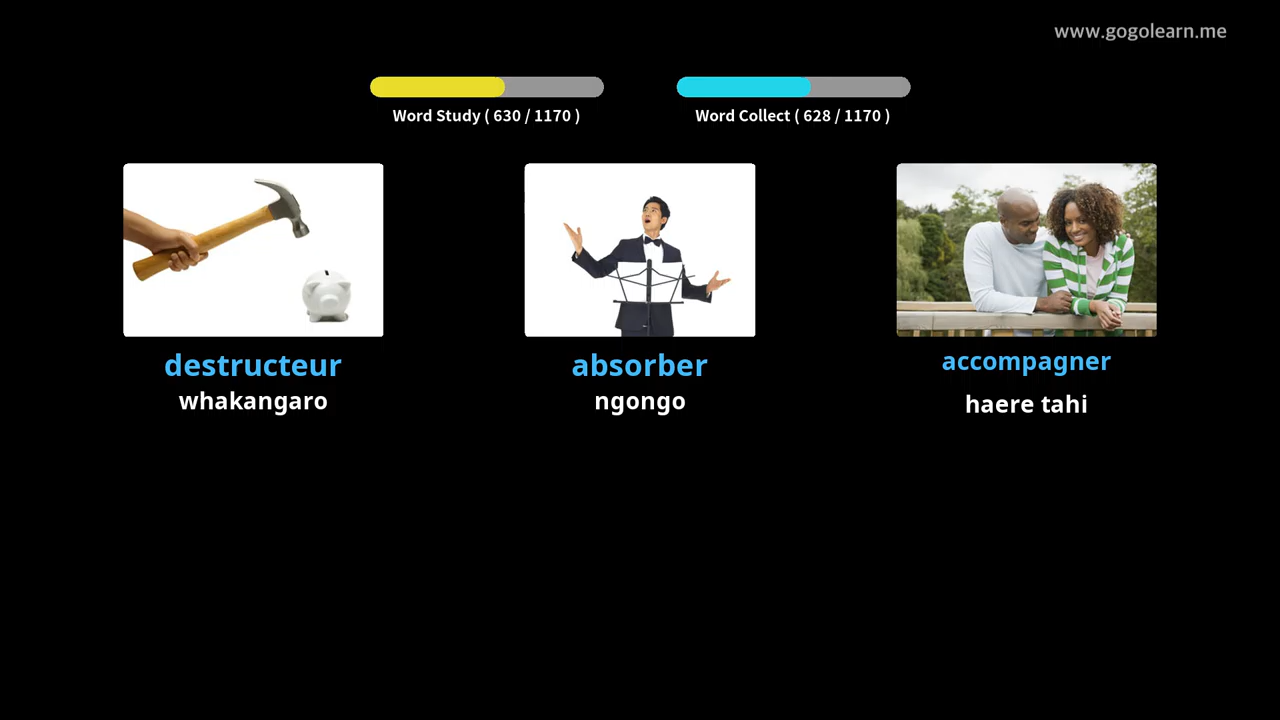 www.gogolearn.me
Word Study ( 630 / 1170 )
Word Collect ( 628 / 1170 )
destructeur
whakangaro
absorber
ngongo
accompagner
haere tahi